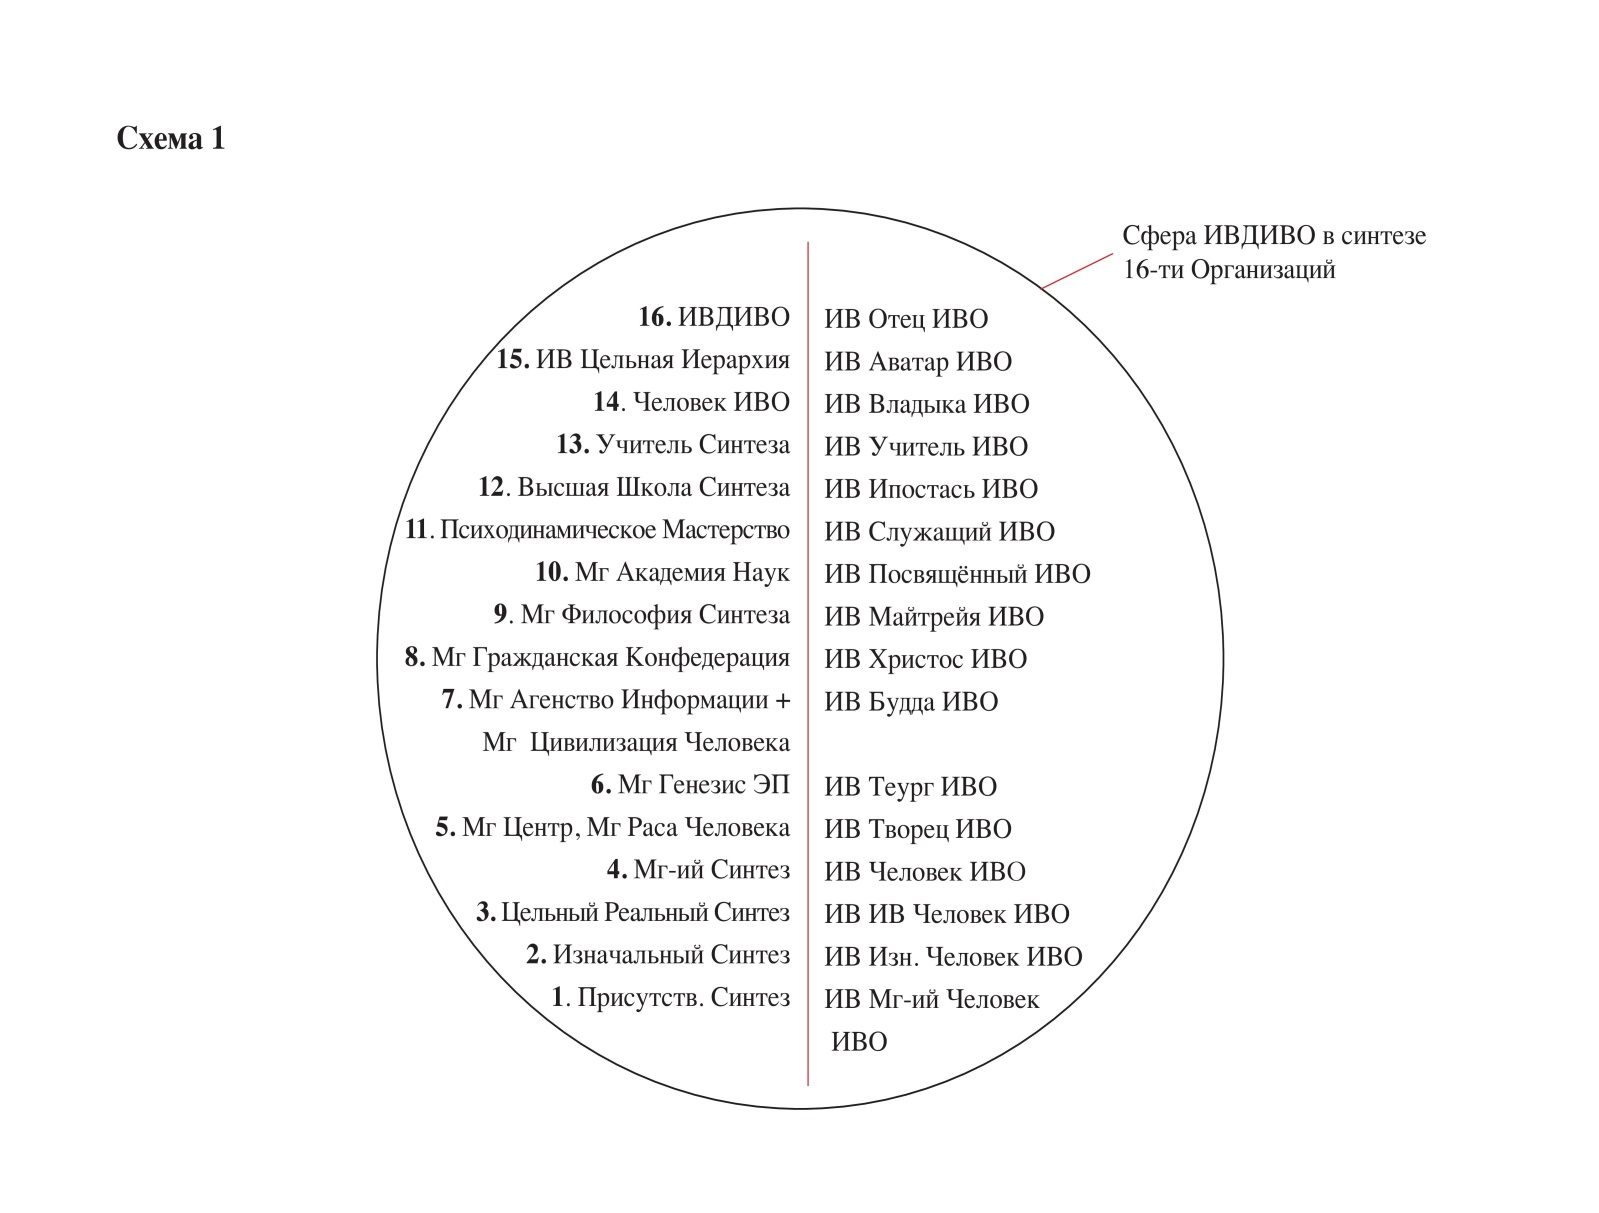 Схема 1
Сфера ИВДИВО в синтезе
16-ти Организаций
16. ИВДИВО
ИВ Отец ИВО
15. ИВ Цельная Иерархия
ИВ Аватар ИВО
14. Человек ИВО
ИВ Владыка ИВО
13. Учитель Синтеза
ИВ Учитель ИВО
12. Высшая Школа Синтеза
ИВ Ипостась ИВО
11. Психодинамическое Мастерство
ИВ Служащий ИВО
10. Мг Академия Наук
ИВ Посвящённый ИВО
9. Мг Философия Синтеза
ИВ Майтрейя ИВО
8. Мг Гражданская Конфедерация
ИВ Христос ИВО
7. Мг Агенство Информации +
ИВ Будда ИВО
Мг Цивилизация Человека
6. Мг Генезис ЭП
ИВ Теург ИВО
5. Мг Центр, Мг Раса Человека
ИВ Творец ИВО
4. Мг-ий Синтез
ИВ Человек ИВО
3. Цельный Реальный Синтез
ИВ ИВ Человек ИВО
2. Изначальный Синтез
ИВ Изн. Человек ИВО
1. Присутств. Синтез
ИВ Мг-ий Человек
ИВО